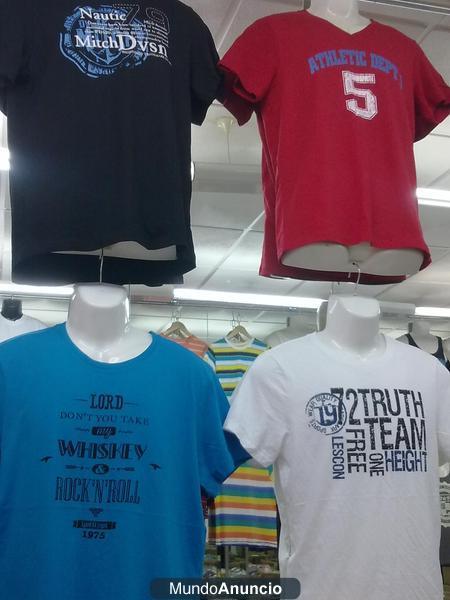 Nautic
MitchDvsn
ATHLETIC DEPT
5
LORD
DON'T YOU TAKE
my
WHISKEY
&
ROCK'N'ROLL
1975
72 TRUTH
FREE TEAM
ONE HEIGHT
LESCON
19
MundoAnuncio